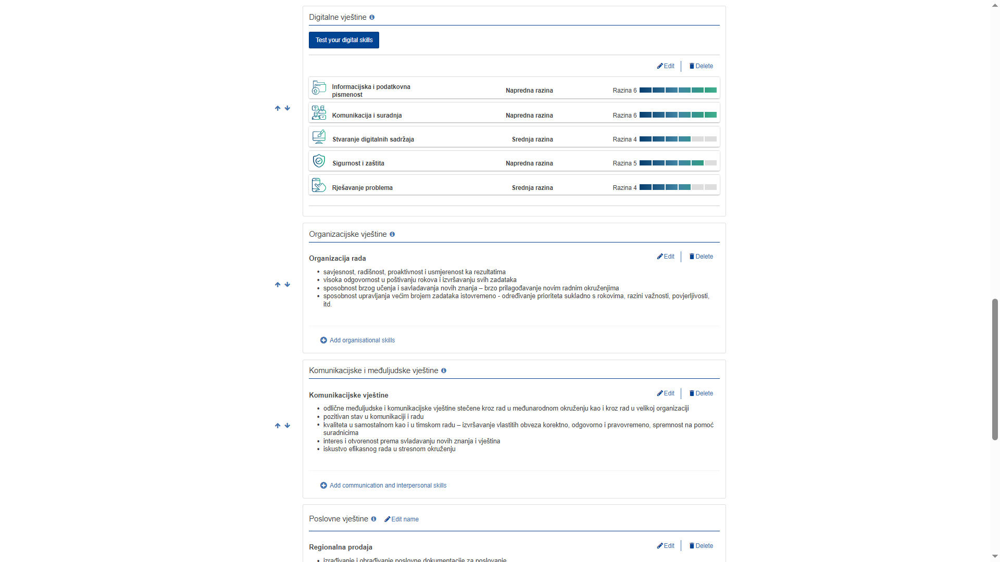 Digitalne vještine
Test your digital skills
Edit Delete
Informacijska i podatkovna
pismenost
Napredna razina Razina 6
Komunikacija i suradnja Napredna razina Razina 6
Stvaranje digitalnih sadržaja Srednja razina Razina 4
Sigurnost i zaštita Napredna razina Razina 5
Rješavanje problema Srednja razina Razina 4
Organizacijske vještine
Organizacija rada Edit Delete
• savjesnost, radišnost, proaktivnost i usmjerenost ka rezultatima
• visoka odgovornost u poštivanju rokova i izvršavanju svih zadataka
• sposobnost brzog učenja i savladavanja novih znanja – brzo prilagođavanje novim radnim okruženjima
• sposobnost upravljanja većim brojem zadataka istovremeno - određivanje prioriteta sukladno s rokovima, razini važnosti, povjerljivosti,
itd.
Add organisational skills
Komunikacijske i međuljudske vještine
Komunikacijske vještine Edit Delete
• odlične međuljudske i komunikacijske vještine stečene kroz rad u međunarodnom okruženju kao i kroz rad u velikoj organizaciji
• pozitivan stav u komunikaciji i radu
• kvaliteta u samostalnom kao i u timskom radu – izvršavanje vlastitih obveza korektno, odgovorno i pravovremeno, spremnost na pomoć
suradnicima
• interes i otvorenost prema svladavanju novih znanja i vještina
• iskustvo efikasnog rada u stresnom okruženju
Add communication and interpersonal skills
Poslovne vještine Edit name
Regionalna prodaja Edit Delete
• izrađivanje i obrađivanje poslovne dokumentacije za poslovanje